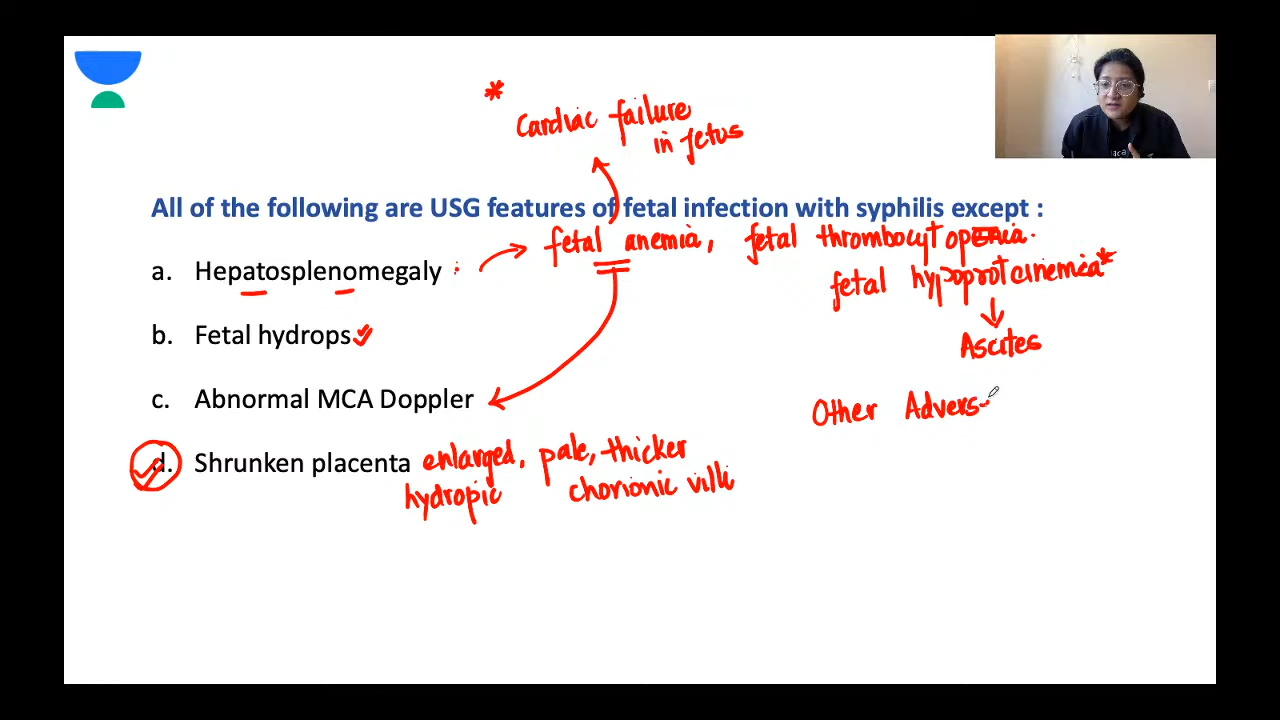 *
Cardiac failure
in fetus
All of the following are USG features of fetal infection with syphilis except :
fetal anemia, fetal thrombocytopenia.
a. Hepatosplenomegaly
fetal hypoproteinemia*
b. Fetal hydrops
Ascites
c. Abnormal MCA Doppler
Other Advers
d. Shrunken placenta enlarged, pale, thicker
hydropic chorionic villi